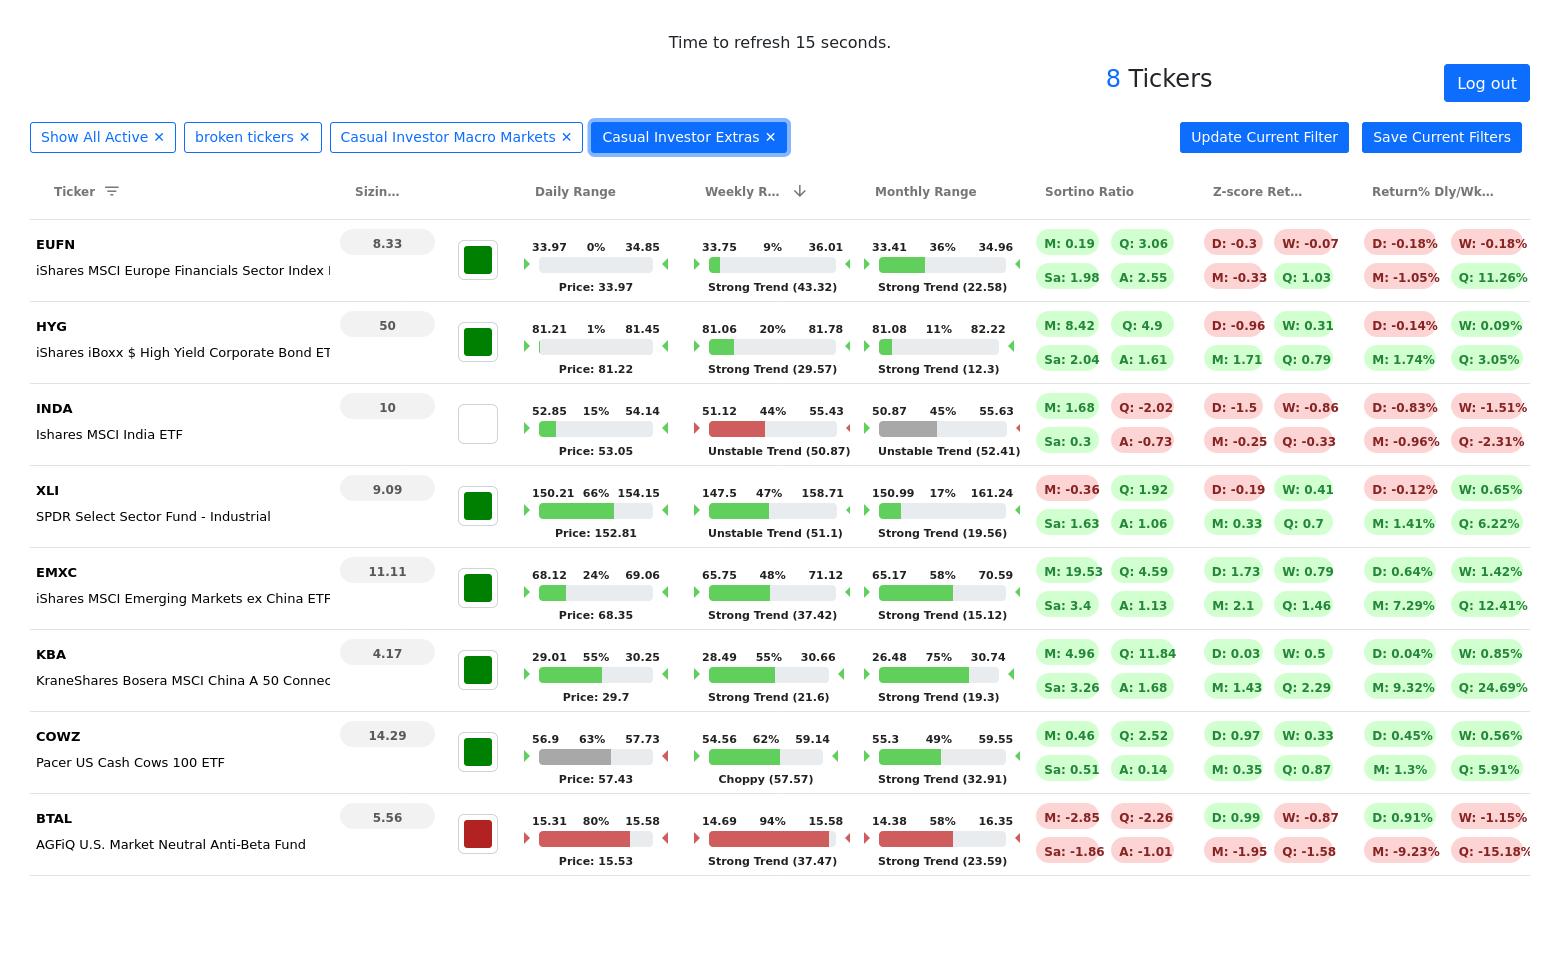 Time to refresh 15 seconds.
8 Tickers
Log out
Show All Active ✕ broken tickers ✕ Casual Investor Macro Markets ✕ Casual Investor Extras ✕ Update Current Filter Save Current Filters
Ticker Sizin... Daily Range Weekly R... Monthly Range Sortino Ratio Z-score Ret... Return% Dly/Wk...
EUFN 8.33 33.97 0% 34.85 33.75 9% 36.01 33.41 36% 34.96 M: 0.19 Q: 3.06 D: -0.3 W: -0.07 D: -0.18% W: -0.18%
iShares MSCI Europe Financials Sector Index Sa: 1.98 A: 2.55 M: -0.33 Q: 1.03 M: -1.05% Q: 11.26%
Price: 33.97 Strong Trend (43.32) Strong Trend (22.58)
HYG 50 81.21 1% 81.45 81.06 20% 81.78 81.08 11% 82.22 M: 8.42 Q: 4.9 D: -0.96 W: 0.31 D: -0.14% W: 0.09%
iShares iBoxx $ High Yield Corporate Bond ET Sa: 2.04 A: 1.61 M: 1.71 Q: 0.79 M: 1.74% Q: 3.05%
Price: 81.22 Strong Trend (29.57) Strong Trend (12.3)
INDA 10 52.85 15% 54.14 51.12 44% 55.43 50.87 45% 55.63 M: 1.68 Q: -2.02 D: -1.5 W: -0.86 D: -0.83% W: -1.51%
Ishares MSCI India ETF Sa: 0.3 A: -0.73 M: -0.25 Q: -0.33 M: -0.96% Q: -2.31%
Price: 53.05 Unstable Trend (50.87) Unstable Trend (52.41)
XLI 9.09 150.21 66% 154.15 147.5 47% 158.71 150.99 17% 161.24 M: -0.36 Q: 1.92 D: -0.19 W: 0.41 D: -0.12% W: 0.65%
SPDR Select Sector Fund - Industrial Sa: 1.63 A: 1.06 M: 0.33 Q: 0.7 M: 1.41% Q: 6.22%
Price: 152.81 Unstable Trend (51.1) Strong Trend (19.56)
EMXC 11.11 68.12 24% 69.06 65.75 48% 71.12 65.17 58% 70.59 M: 19.53 Q: 4.59 D: 1.73 W: 0.79 D: 0.64% W: 1.42%
iShares MSCI Emerging Markets ex China ETF Sa: 3.4 A: 1.13 M: 2.1 Q: 1.46 M: 7.29% Q: 12.41%
Price: 68.35 Strong Trend (37.42) Strong Trend (15.12)
KBA 4.17 29.01 55% 30.25 28.49 55% 30.66 26.48 75% 30.74 M: 4.96 Q: 11.84 D: 0.03 W: 0.5 D: 0.04% W: 0.85%
KraneShares Bosera MSCI China A 50 Connec Sa: 3.26 A: 1.68 M: 1.43 Q: 2.29 M: 9.32% Q: 24.69%
Price: 29.7 Strong Trend (21.6) Strong Trend (19.3)
COWZ 14.29 56.9 63% 57.73 54.56 62% 59.14 55.3 49% 59.55 M: 0.46 Q: 2.52 D: 0.97 W: 0.33 D: 0.45% W: 0.56%
Pacer US Cash Cows 100 ETF Sa: 0.51 A: 0.14 M: 0.35 Q: 0.87 M: 1.3% Q: 5.91%
Price: 57.43 Choppy (57.57) Strong Trend (32.91)
BTAL 5.56 15.31 80% 15.58 14.69 94% 15.58 14.38 58% 16.35 M: -2.85 Q: -2.26 D: 0.99 W: -0.87 D: 0.91% W: -1.15%
AGFiQ U.S. Market Neutral Anti-Beta Fund Sa: -1.86 A: -1.01 M: -1.95 Q: -1.58 M: -9.23% Q: -15.18%
Price: 15.53 Strong Trend (37.47) Strong Trend (23.59)